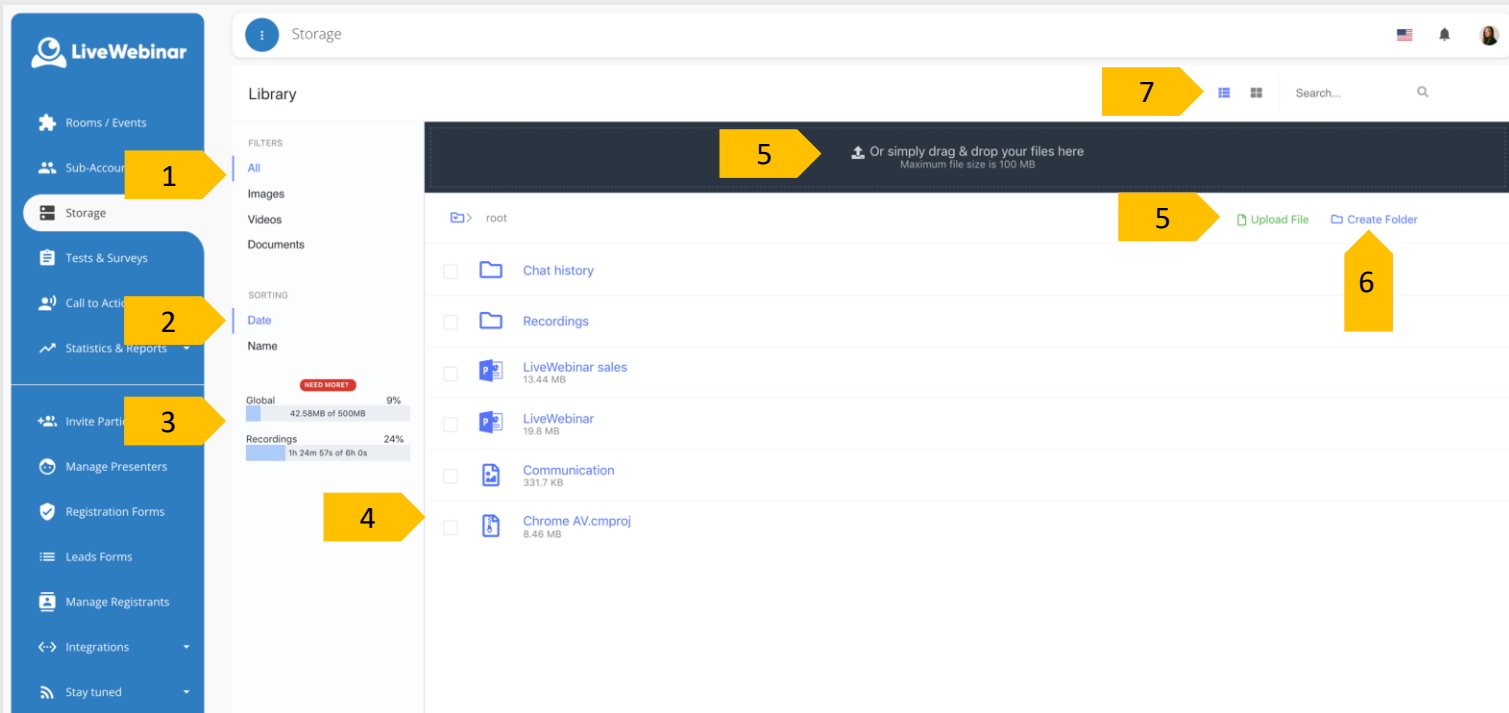 LiveWebinar
Rooms / Events
Sub-Accour
Storage
Tests & Surveys
Call to Actio
Statistics & Reports
Invite Parti
Manage Presenters
Registration Forms
Leads Forms
Manage Registrants
Integrations
Stay tuned
Storage
Library
7
Search...
FILTERS
1
All
Images
Videos
Documents
SORTING
2
Date
Name
NEED MORE?
Global 9%
3
42.58MB of 500MB
Recordings 24%
1h 24m 57s of 6h 0s
5
Or simply drag & drop your files here
Maximum file size is 100 MB
root
5
Upload File
Create Folder
6
Chat history
Recordings
LiveWebinar sales
13.44 MB
LiveWebinar
19.8 MB
Communication
331.7 KB
4
Chrome AV.cmproj
8.46 MB